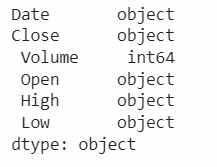 Date       object
Close      object
 Volume     int64
 Open      object
 High      object
 Low       object
dtype: object